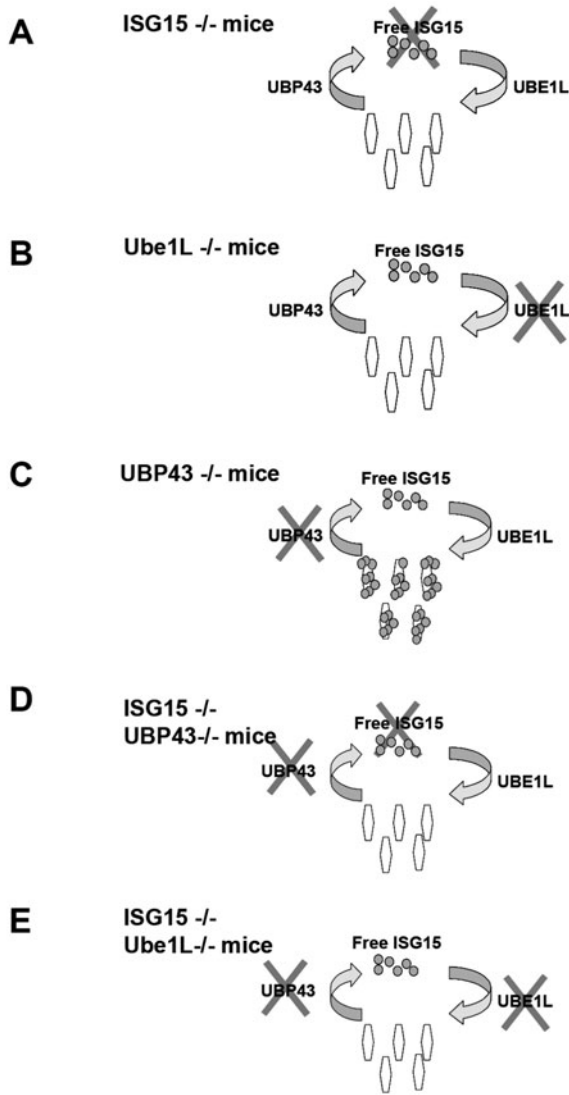 A
ISG15 -/- mice
Free ISG15
UBP43
UBE1L
B
Ube1L -/- mice
Free ISG15
UBP43
UBE1L
C
UBP43 -/- mice
Free ISG15
UBP43
UBE1L
D
ISG15 -/-
UBP43-/- mice
Free ISG15
UBP43
UBE1L
E
ISG15 -/-
Ube1L-/- mice
Free ISG15
UBP43
UBE1L